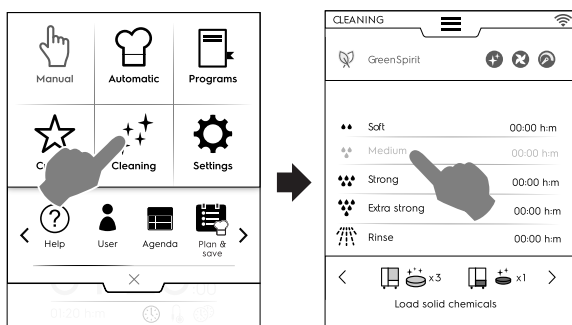 Manual Automatic Programs
Cleaning Settings
Help User Agenda Plan &
save
01:20 h:m
CLEANING
GreenSpirit
Soft 00:00 h:m
Medium 00:00 h:m
Strong 00:00 h:m
Extra strong 00:00 h:m
Rinse 00:00 h:m
x3 x1
Load solid chemicals